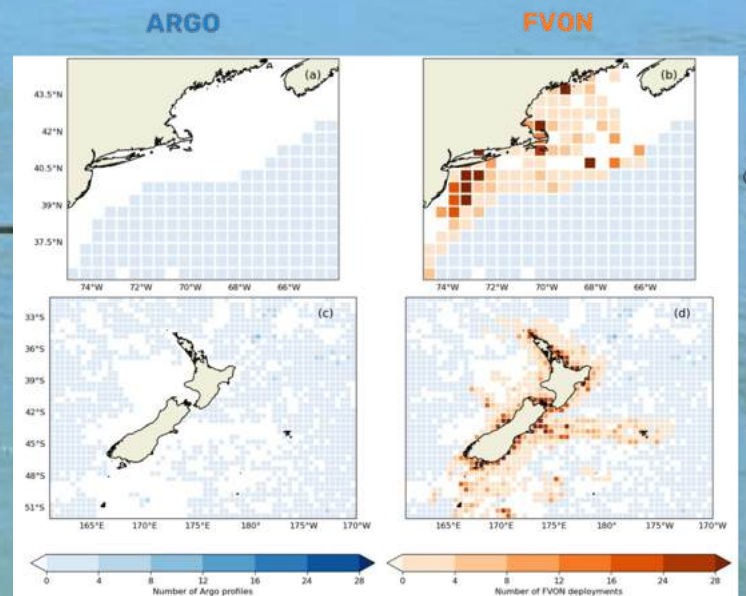 ARGO FVON
(a) (b)
43.5°N
42°N
40.5°N
39°N
37.5°N
74°W 72°W 70°W 68°W 66°W 74°W 72°W 70°W 68°W 66°W
(c) (d)
33°S
36°S
39°S
42°S
45°S
48°S
51°S
165°E 170°E 175°E 180° 170°W 165°E 170°E 175°E 180° 170°W
0 4 8 12 16 24 28 0 4 8 12 16 24 28
Number of Argo profiles Number of FVON deployments